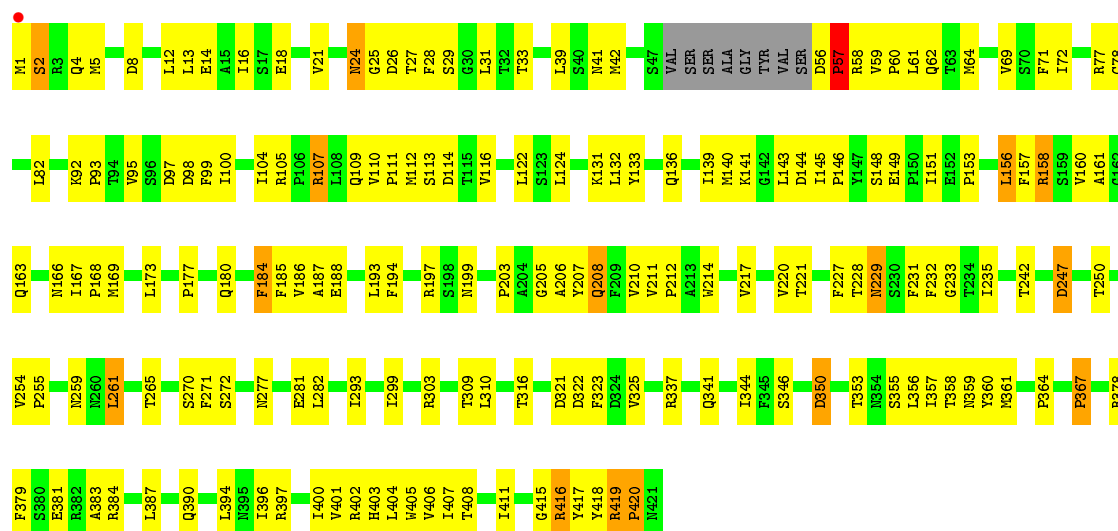 M1 S2 R3 Q4 M5 D8 L12 L13 E14 A15 I16 S17 E18 V21 N24 G25 D26 T27 F28 S29 G30 L31 T32 T33 L39 S40 N41 M42 S47 VAL SER SER ALA GLY TYR VAL SER D56 P57 R58 V59 P60 L61 Q62 T63 M64 V69 S70 F71 I72 R77
L82 K92 P93 T94 V95 S96 D97 D98 F99 I100 I104 R105 P106 R107 L108 Q109 V110 P111 M112 S113 D114 T115 V116 L122 S123 L124 K131 L132 Y133 Q136 I139 M140 K141 G142 L143 D144 I145 P146 Y147 S148 E149 P150 I151 E152 P153 L156 F157 R158 S159 V160 A161
Q163 N166 I167 P168 M169 L173 P177 Q180 F184 F185 V186 A187 E188 L193 F194 R197 S198 N199 P203 A204 G205 A206 Y207 Q208 F209 V210 V211 P212 A213 W214 V217 V220 T221 F227 T228 N229 S230 F231 F232 G233 T234 I235 T242 D247 T250
V254 P255 N259 N260 L261 T265 S270 F271 S272 N277 E281 L282 I293 I299 R303 T309 L310 T316 D321 D322 F323 D324 V325 R337 Q341 I344 F345 S346 D350 T353 N354 S355 L356 I357 T358 N359 Y360 M361 P364 P367
F379 S380 E381 R382 A383 R384 L387 Q390 L394 N395 I396 R397 I400 V401 R402 H403 L404 W405 V406 I407 T408 I411 G415 R416 Y417 Y418 R419 P420 N421